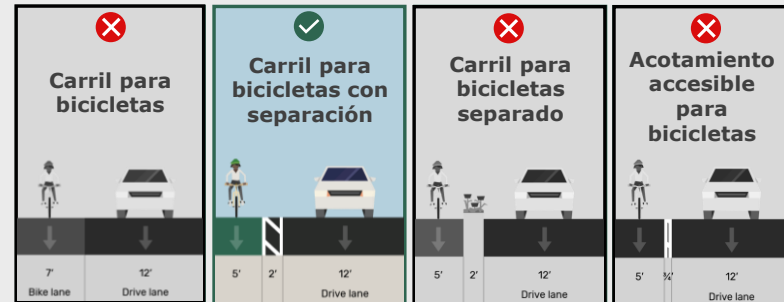 Carril para
bicicletas
7'
12'
Bike lane
Drive lane
Carril para
bicicletas con
separación
5'
2'
12'
Drive lane
Carril para
bicicletas
separado
5'
2'
12'
Drive lane
Acotamiento
accesible
para
bicicletas
5'
¾'
12'
Drive lane